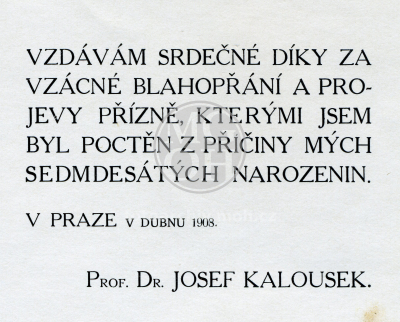 VZDÁVÁM SRDEČNÉ DÍKY ZA
VZÁCNÉ BLAHOPŘÁNÍ A PRO-
JEVY PŘÍZNĚ, KTERÝMI JSEM
BYL POCTĚN Z PŘÍČINY MÝCH
SEDMDESÁTÝCH NAROZENIN.
V PRAZE V DUBNU 1908.
PROF. DR. JOSEF KALOUSEK.